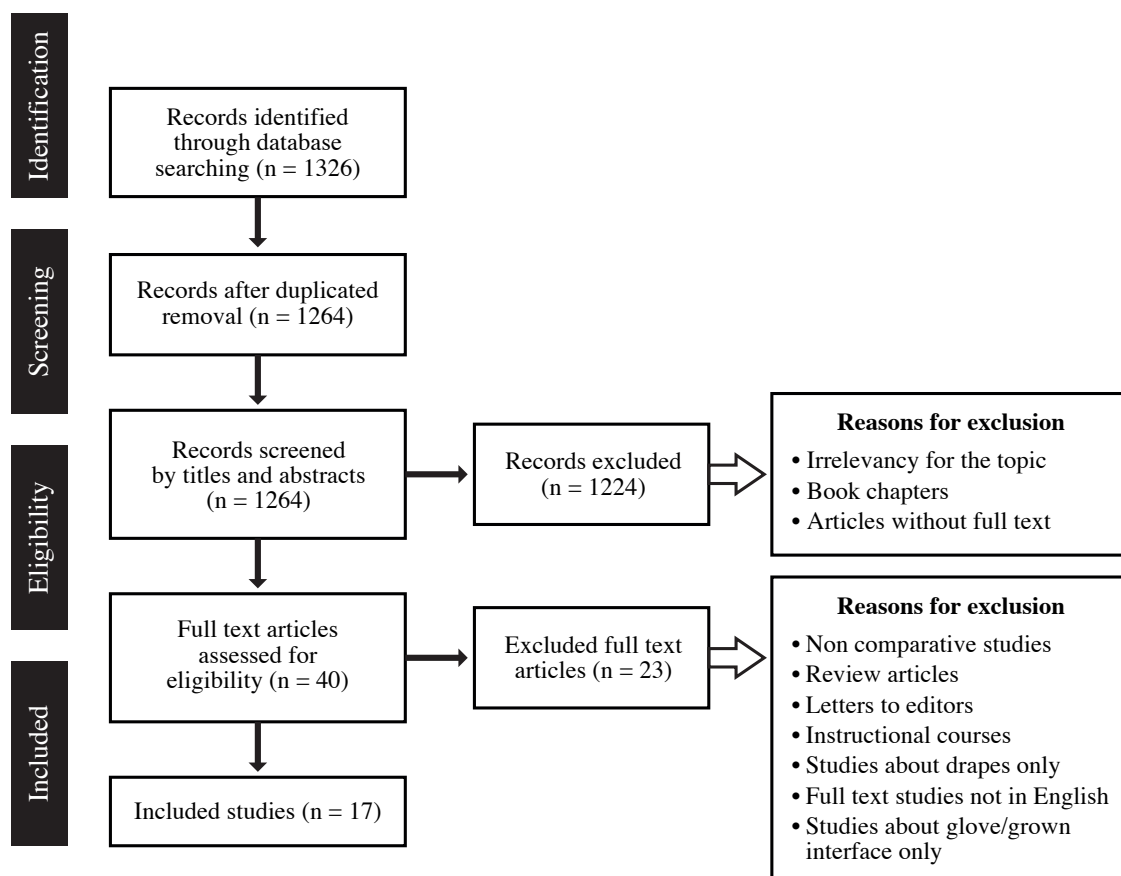 Identification
Records identified
through database
searching (n = 1326)
Screening
Records after duplicated
removal (n = 1264)
Eligibility
Records screened
by titles and abstracts
(n = 1264)
Records excluded
(n = 1224)
Reasons for exclusion
• Irrelevancy for the topic
• Book chapters
• Articles without full text
Full text articles
assessed for
eligibility (n = 40)
Excluded full text
articles (n = 23)
Reasons for exclusion
• Non comparative studies
• Review articles
• Letters to editors
• Instructional courses
• Studies about drapes only
• Full text studies not in English
• Studies about glove/grown
interface only
Included
Included studies (n = 17)